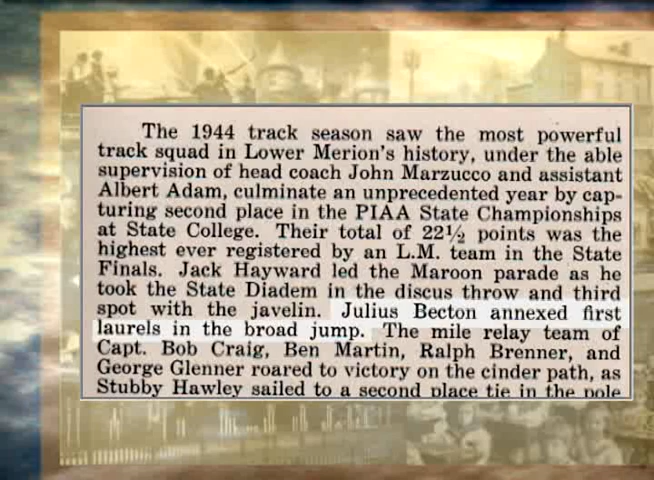 The 1944 track season saw the most powerful
track squad in Lower Merion's history, under the able
supervision of head coach John Marzucco and assistant
Albert Adam, culminate an unprecedented year by cap-
turing second place in the PIAA State Championships
at State College. Their total of 22½ points was the
highest ever registered by an L.M. team in the State
Finals. Jack Hayward led the Maroon parade as he
took the State Diadem in the discus throw and third
spot with the javelin. Julius Becton annexed first
laurels in the broad jump. The mile relay team of
Capt. Bob Craig, Ben Martin, Ralph Brenner, and
George Glenner roared to victory on the cinder path, as
Stubby Hawley sailed to a second place tie in the pole